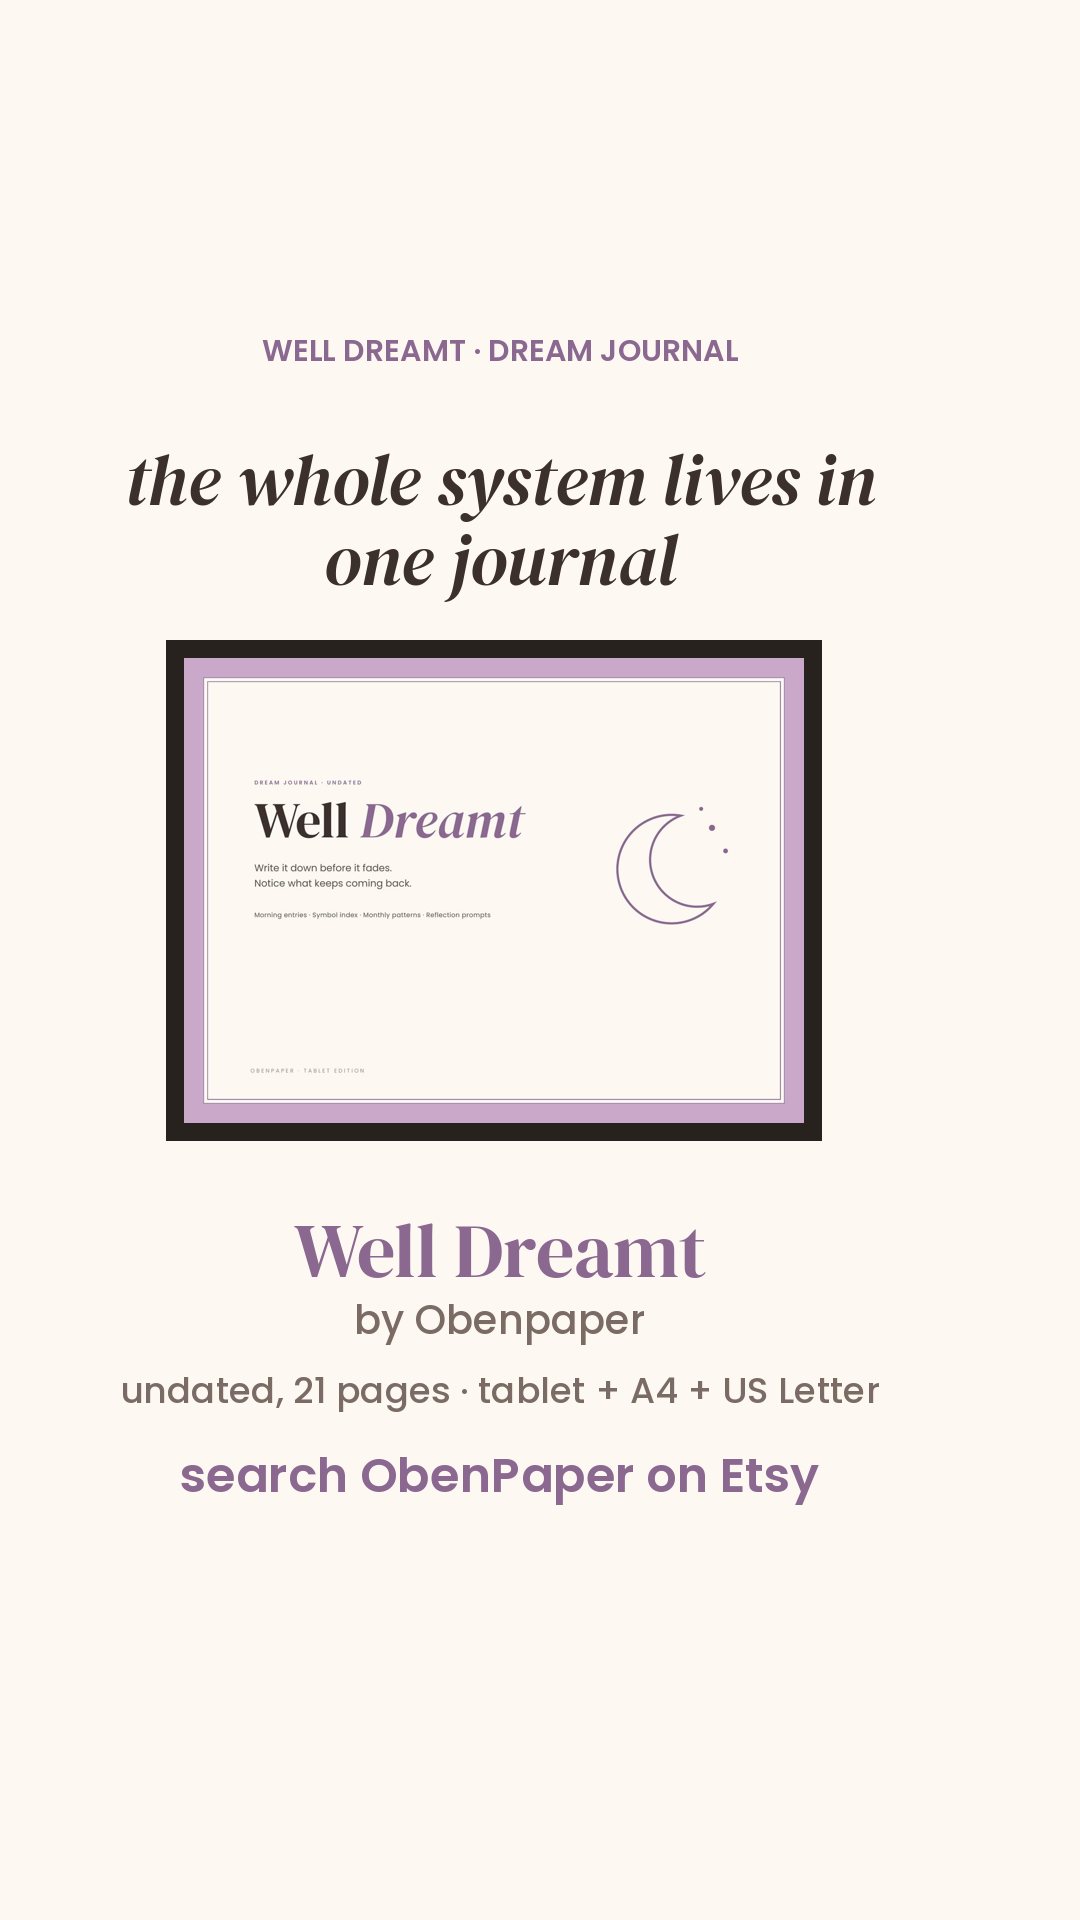 WELL DREAMT · DREAM JOURNAL
the whole system lives in
one journal
DREAM JOURNAL · UNDATED
Well Dreamt
Write it down before it fades.
Notice what keeps coming back.
Morning entries · Symbol index · Monthly patterns · Reflection prompts
OBENPAPER · TABLET EDITION
Well Dreamt
by Obenpaper
undated, 21 pages · tablet + A4 + US Letter
search ObenPaper on Etsy